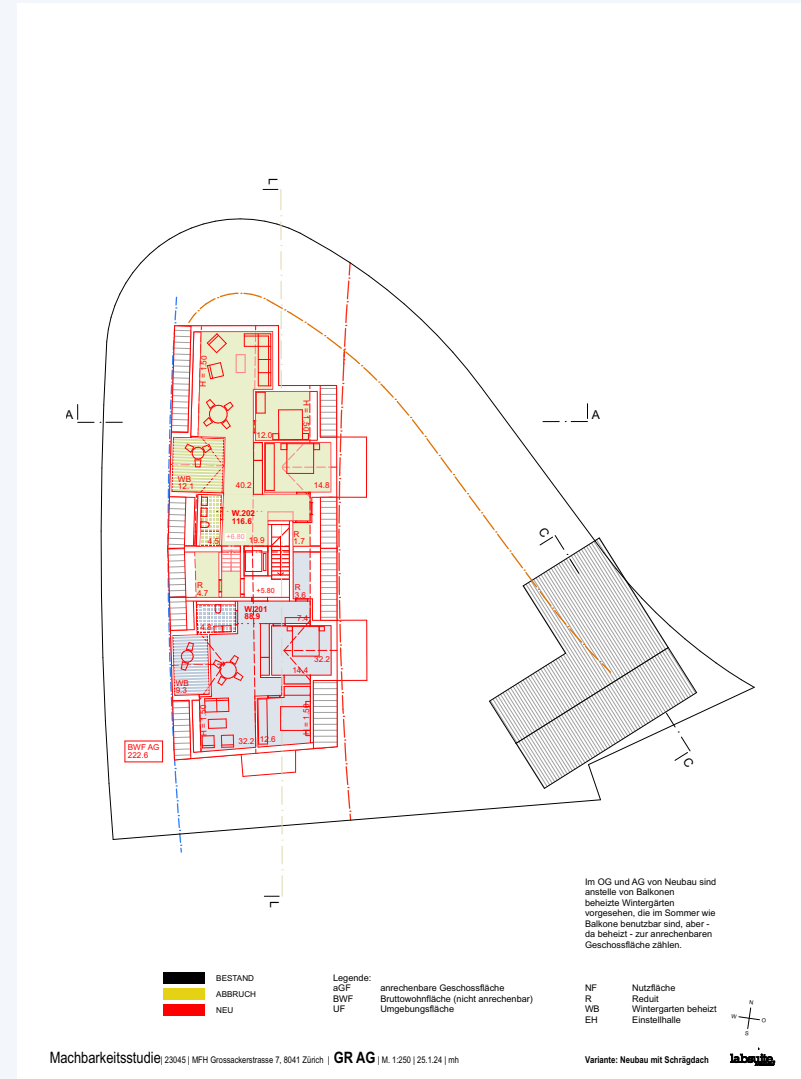 L
A
A
H = 1.50
12.0
H = 1.50
WB
12.1
40.2
14.8
W.202
116.6
4.5
+6.80
19.9
R
1.7
C
R
4.7
+5.80
R
3.6
W.201
88.9
7.4
4.8
32.2
14.4
WB
9.3
H = 1.50
H = 1.50
32.2
12.6
BWF AG
222.6
C
L
Im OG und AG von Neubau sind
anstelle von Balkonen
beheizte Wintergärten
vorgesehen, die im Sommer wie
Balkone benutzbar sind, aber -
da beheizt - zur anrechenbaren
Geschossfläche zählen.
BESTAND
ABBRUCH
NEU
Legende:
aGF anrechenbare Geschossfläche
BWF Bruttowohnfläche (nicht anrechenbar)
UF Umgebungsfläche
NF Nutzfläche
R Reduit
WB Wintergarten beheizt
EH Einstellhalle
N
W O
S
Machbarkeitsstudie | 23045 | MFH Grossackerstrasse 7, 8041 Zürich | GR AG | M. 1:250 | 25.1.24 | mh
Variante: Neubau mit Schrägdach